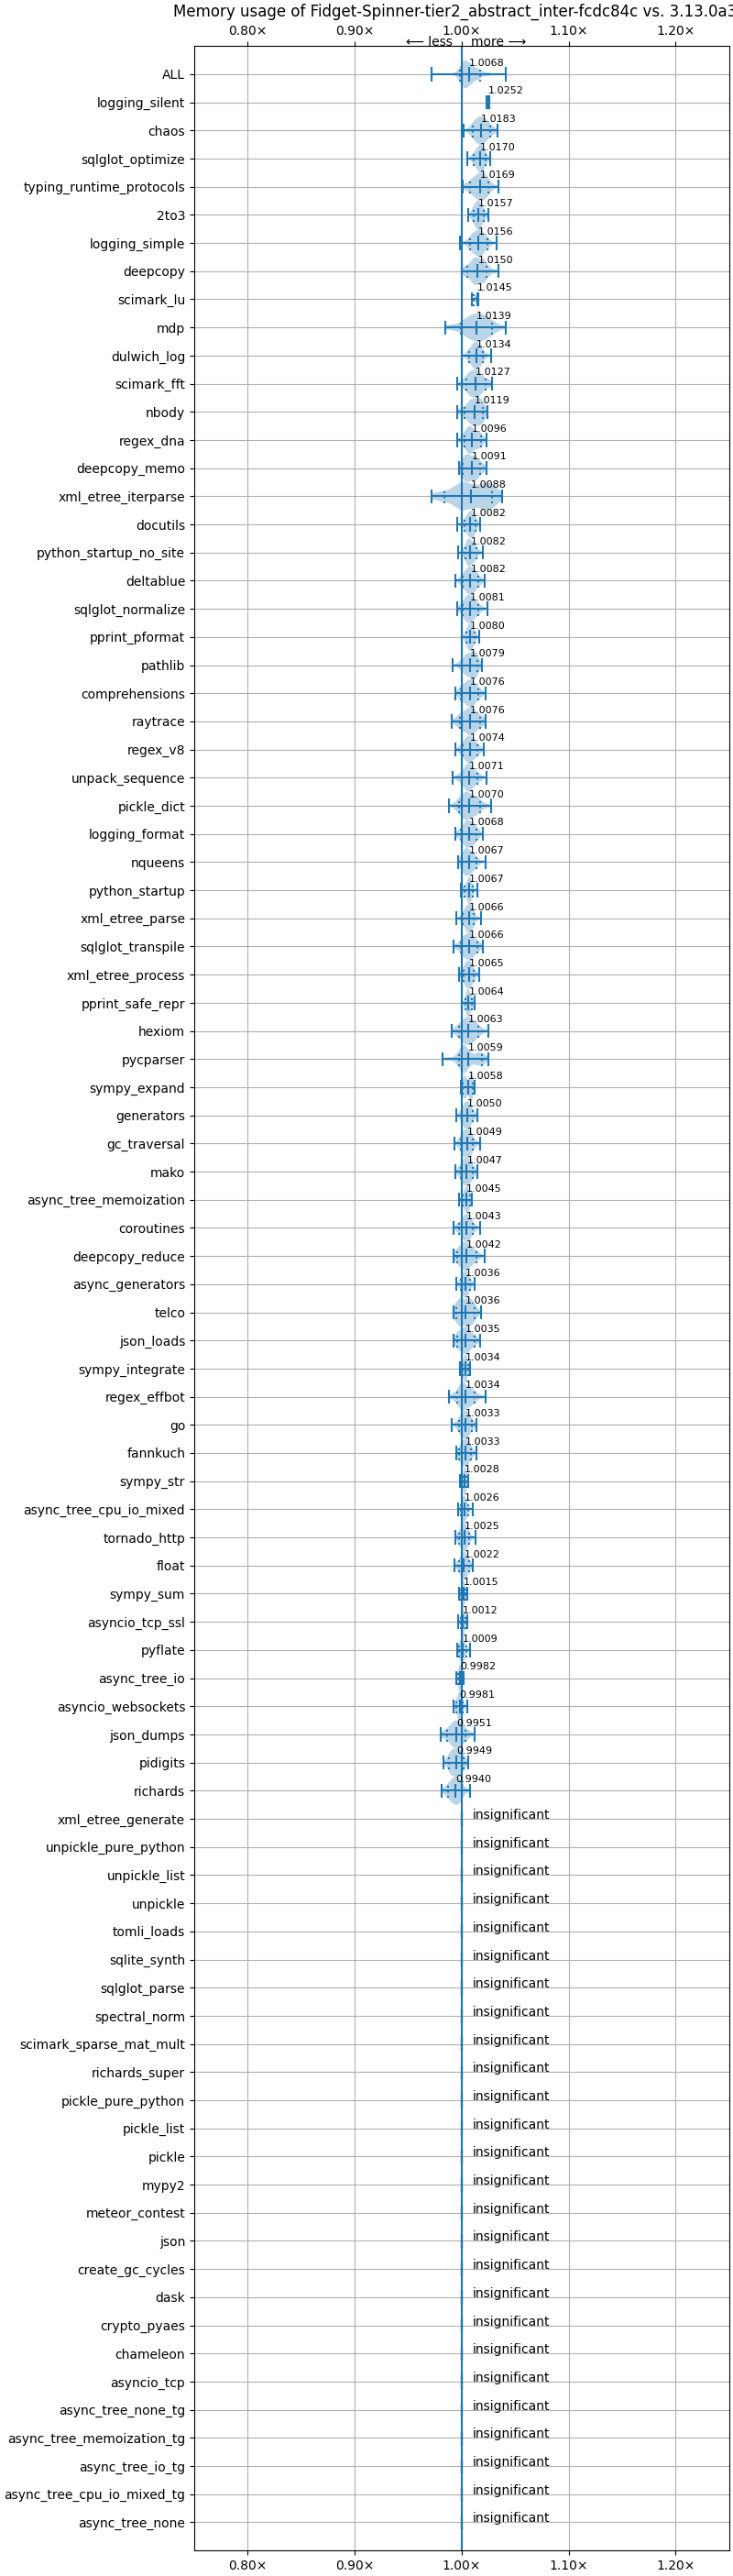 Memory usage of Fidget-Spinner-tier2_abstract_inter-fcdc84c vs. 3.13.0a3
0.80× 0.90× 1.00× 1.10× 1.20×
⟵ less more ⟶
ALL 1.0068
logging_silent 1.0252
chaos 1.0183
sqlglot_optimize 1.0170
typing_runtime_protocols 1.0169
2to3 1.0157
logging_simple 1.0156
deepcopy 1.0150
scimark_lu 1.0145
mdp 1.0139
dulwich_log 1.0134
scimark_fft 1.0127
nbody 1.0119
regex_dna 1.0096
deepcopy_memo 1.0091
xml_etree_iterparse 1.0088
docutils 1.0082
python_startup_no_site 1.0082
deltablue 1.0082
sqlglot_normalize 1.0081
pprint_pformat 1.0080
pathlib 1.0079
comprehensions 1.0076
raytrace 1.0076
regex_v8 1.0074
unpack_sequence 1.0071
pickle_dict 1.0070
logging_format 1.0068
nqueens 1.0067
python_startup 1.0067
xml_etree_parse 1.0066
sqlglot_transpile 1.0066
xml_etree_process 1.0065
pprint_safe_repr 1.0064
hexiom 1.0063
pycparser 1.0059
sympy_expand 1.0058
generators 1.0050
gc_traversal 1.0049
mako 1.0047
async_tree_memoization 1.0045
coroutines 1.0043
deepcopy_reduce 1.0042
async_generators 1.0036
telco 1.0036
json_loads 1.0035
sympy_integrate 1.0034
regex_effbot 1.0034
go 1.0033
fannkuch 1.0033
sympy_str 1.0028
async_tree_cpu_io_mixed 1.0026
tornado_http 1.0025
float 1.0022
sympy_sum 1.0015
asyncio_tcp_ssl 1.0012
pyflate 1.0009
async_tree_io 0.9982
asyncio_websockets 0.9981
json_dumps 0.9951
pidigits 0.9949
richards 0.9940
xml_etree_generate insignificant
unpickle_pure_python insignificant
unpickle_list insignificant
unpickle insignificant
tomli_loads insignificant
sqlite_synth insignificant
sqlglot_parse insignificant
spectral_norm insignificant
scimark_sparse_mat_mult insignificant
richards_super insignificant
pickle_pure_python insignificant
pickle_list insignificant
pickle insignificant
mypy2 insignificant
meteor_contest insignificant
json insignificant
create_gc_cycles insignificant
dask insignificant
crypto_pyaes insignificant
chameleon insignificant
asyncio_tcp insignificant
async_tree_none_tg insignificant
async_tree_memoization_tg insignificant
async_tree_io_tg insignificant
async_tree_cpu_io_mixed_tg insignificant
async_tree_none insignificant
0.80× 0.90× 1.00× 1.10× 1.20×